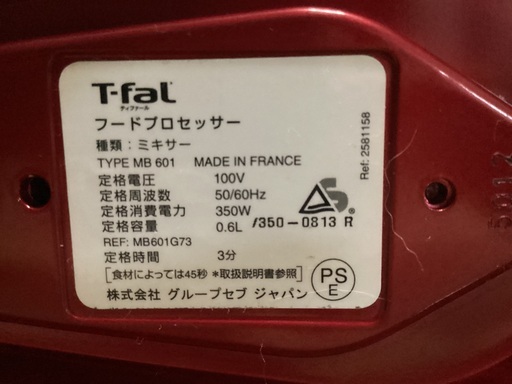 T-fal
ティファール
フードプロセッサー
種類：ミキサー
TYPE MB 601 MADE IN FRANCE
定格電圧 100V
定格周波数 50/60Hz
定格消費電力 350W
定格容量 0.6L /350-0813 R
REF: MB601G73
定格時間 3分
［食材によっては45秒 *取扱説明書参照］
株式会社 グループセブ ジャパン
PS
E
S
Ref: 2581158